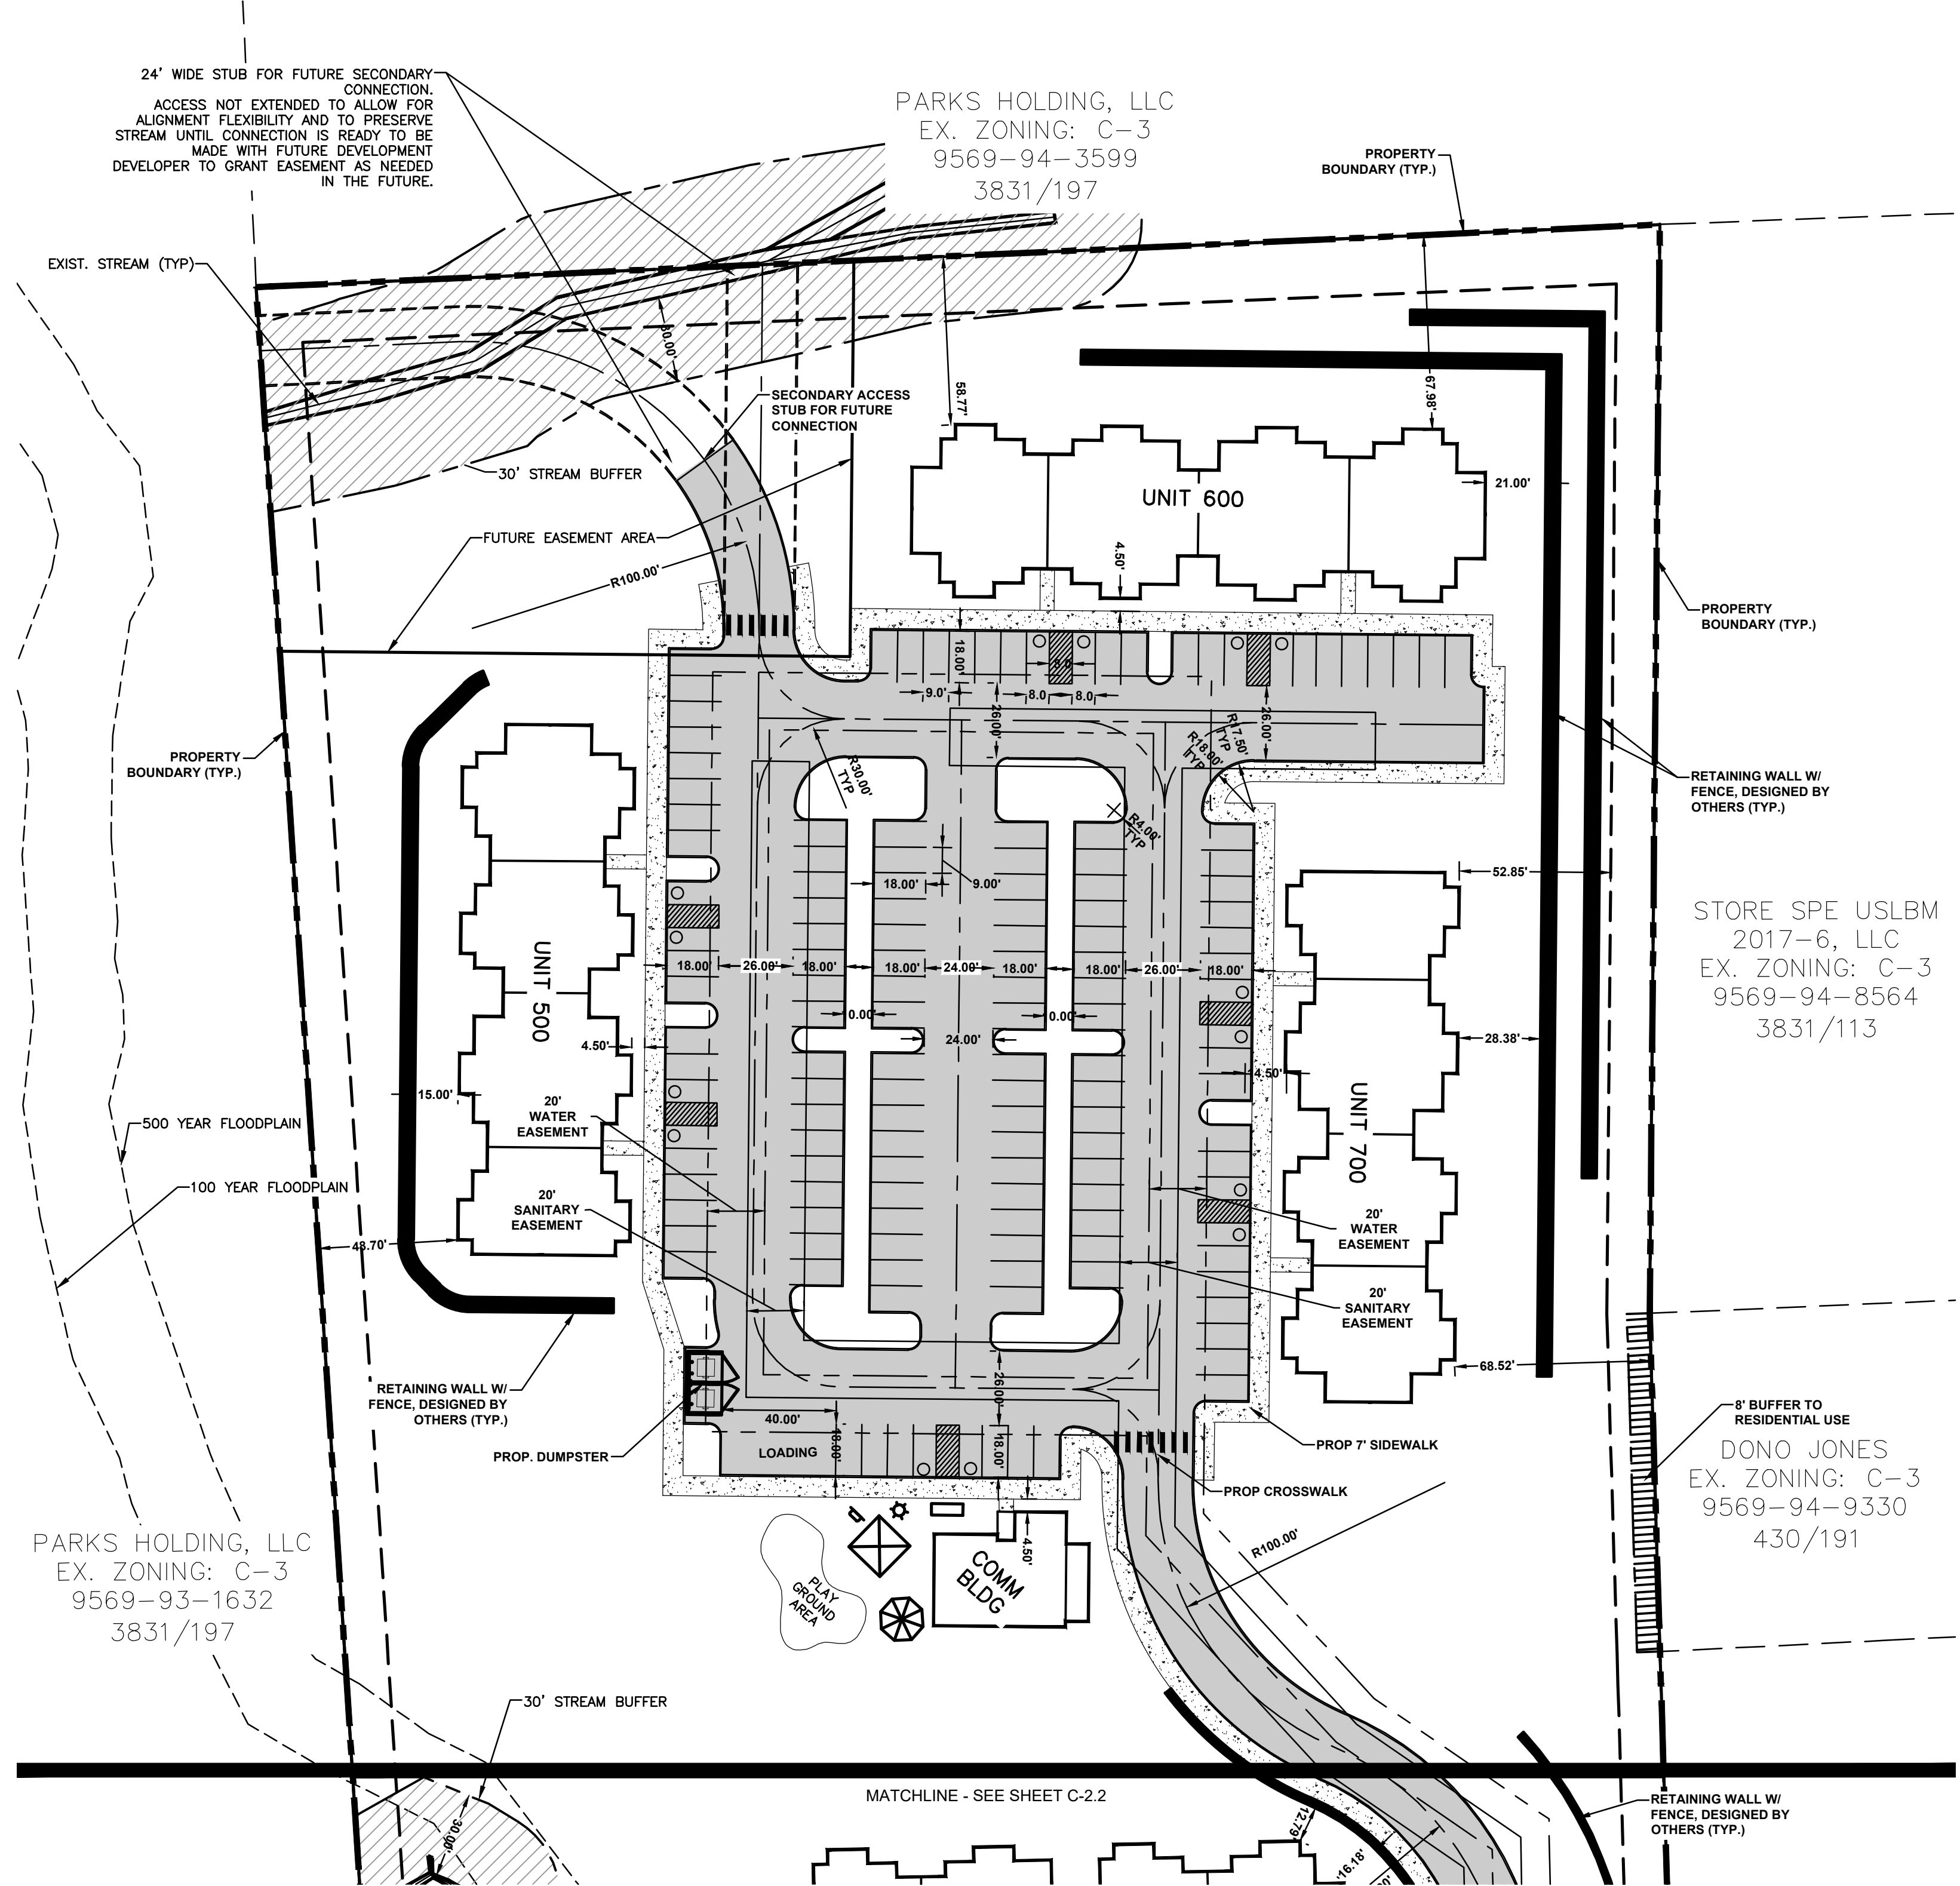 24' WIDE STUB FOR FUTURE SECONDARY
CONNECTION.
ACCESS NOT EXTENDED TO ALLOW FOR
ALIGNMENT FLEXIBILITY AND TO PRESERVE
STREAM UNTIL CONNECTION IS READY TO BE
MADE WITH FUTURE DEVELOPMENT
DEVELOPER TO GRANT EASEMENT AS NEEDED
IN THE FUTURE.
PARKS HOLDING, LLC
EX. ZONING: C-3
9569-94-3599
3831/197
PROPERTY
BOUNDARY (TYP.)
EXIST. STREAM (TYP)
30.00'
58.77'
67.98'
SECONDARY ACCESS
STUB FOR FUTURE
CONNECTION
30' STREAM BUFFER
UNIT 600
21.00'
FUTURE EASEMENT AREA
R100.00'
4.50'
PROPERTY
BOUNDARY (TYP.)
18.00'
8.0
9.0'
8.0
8.0
26.00'
26.00'
R17.50'
TYP
R18.00'
TYP
R30.00'
TYP
R4.00'
TYP
PROPERTY
BOUNDARY (TYP.)
RETAINING WALL W/
FENCE, DESIGNED BY
OTHERS (TYP.)
18.00'
9.00'
52.85'
STORE SPE USLBM
2017-6, LLC
EX. ZONING: C-3
9569-94-8564
3831/113
UNIT 500
18.00'
26.00'
18.00'
18.00'
24.00'
18.00'
18.00'
26.00'
18.00'
0.00'
0.00'
24.00'
4.50'
28.38'
4.50'
15.00'
UNIT 700
20'
WATER
EASEMENT
500 YEAR FLOODPLAIN
100 YEAR FLOODPLAIN
20'
SANITARY
EASEMENT
48.70'
20'
WATER
EASEMENT
20'
SANITARY
EASEMENT
68.52'
RETAINING WALL W/
FENCE, DESIGNED BY
OTHERS (TYP.)
40.00'
26.00'
18.00'
18.00'
LOADING
PROP. DUMPSTER
PROP 7' SIDEWALK
PROP CROSSWALK
8' BUFFER TO
RESIDENTIAL USE
DONO JONES
EX. ZONING: C-3
9569-94-9330
430/191
4.50'
COMM
BLDG
PLAY
GROUND
AREA
R100.00'
PARKS HOLDING, LLC
EX. ZONING: C-3
9569-93-1632
3831/197
30' STREAM BUFFER
MATCHLINE - SEE SHEET C-2.2
RETAINING WALL W/
FENCE, DESIGNED BY
OTHERS (TYP.)
30.00'
12.79'
16.18'